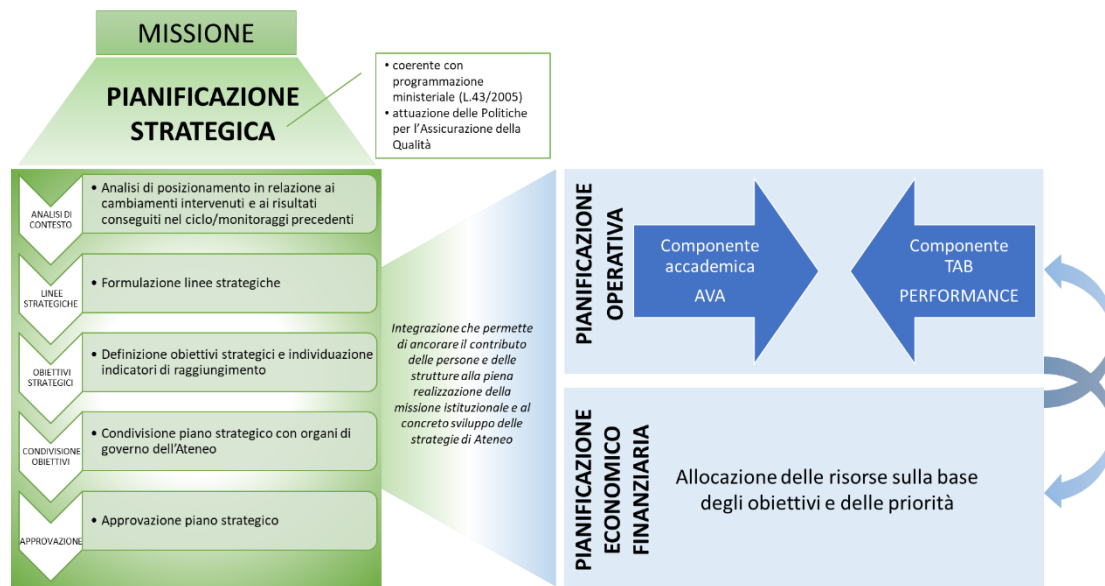 MISSIONE
PIANIFICAZIONE
STRATEGICA
• coerente con
programmazione
ministeriale (L.43/2005)
• attuazione delle Politiche
per l'Assicurazione della
Qualità
ANALISI DI
CONTESTO
• Analisi di posizionamento in relazione ai
cambiamenti intervenuti e ai risultati
conseguiti nel ciclo/monitoraggi precedenti
LINEE
STRATEGICHE
• Formulazione linee strategiche
OBIETTIVI
STRATEGICI
• Definizione obiettivi strategici e individuazione
indicatori di raggiungimento
CONDIVISIONE
OBIETTIVI
• Condivisione piano strategico con organi di
governo dell'Ateneo
APPROVAZIONE
• Approvazione piano strategico
Integrazione che permette
di ancorare il contributo
delle persone e delle
strutture alla piena
realizzazione della
missione istituzionale e al
concreto sviluppo delle
strategie di Ateneo
PIANIFICAZIONE
OPERATIVA
Componente
accademica
AVA
Componente
TAB
PERFORMANCE
PIANIFICAZIONE
ECONOMICO
FINANZIARIA
Allocazione delle risorse sulla base
degli obiettivi e delle priorità